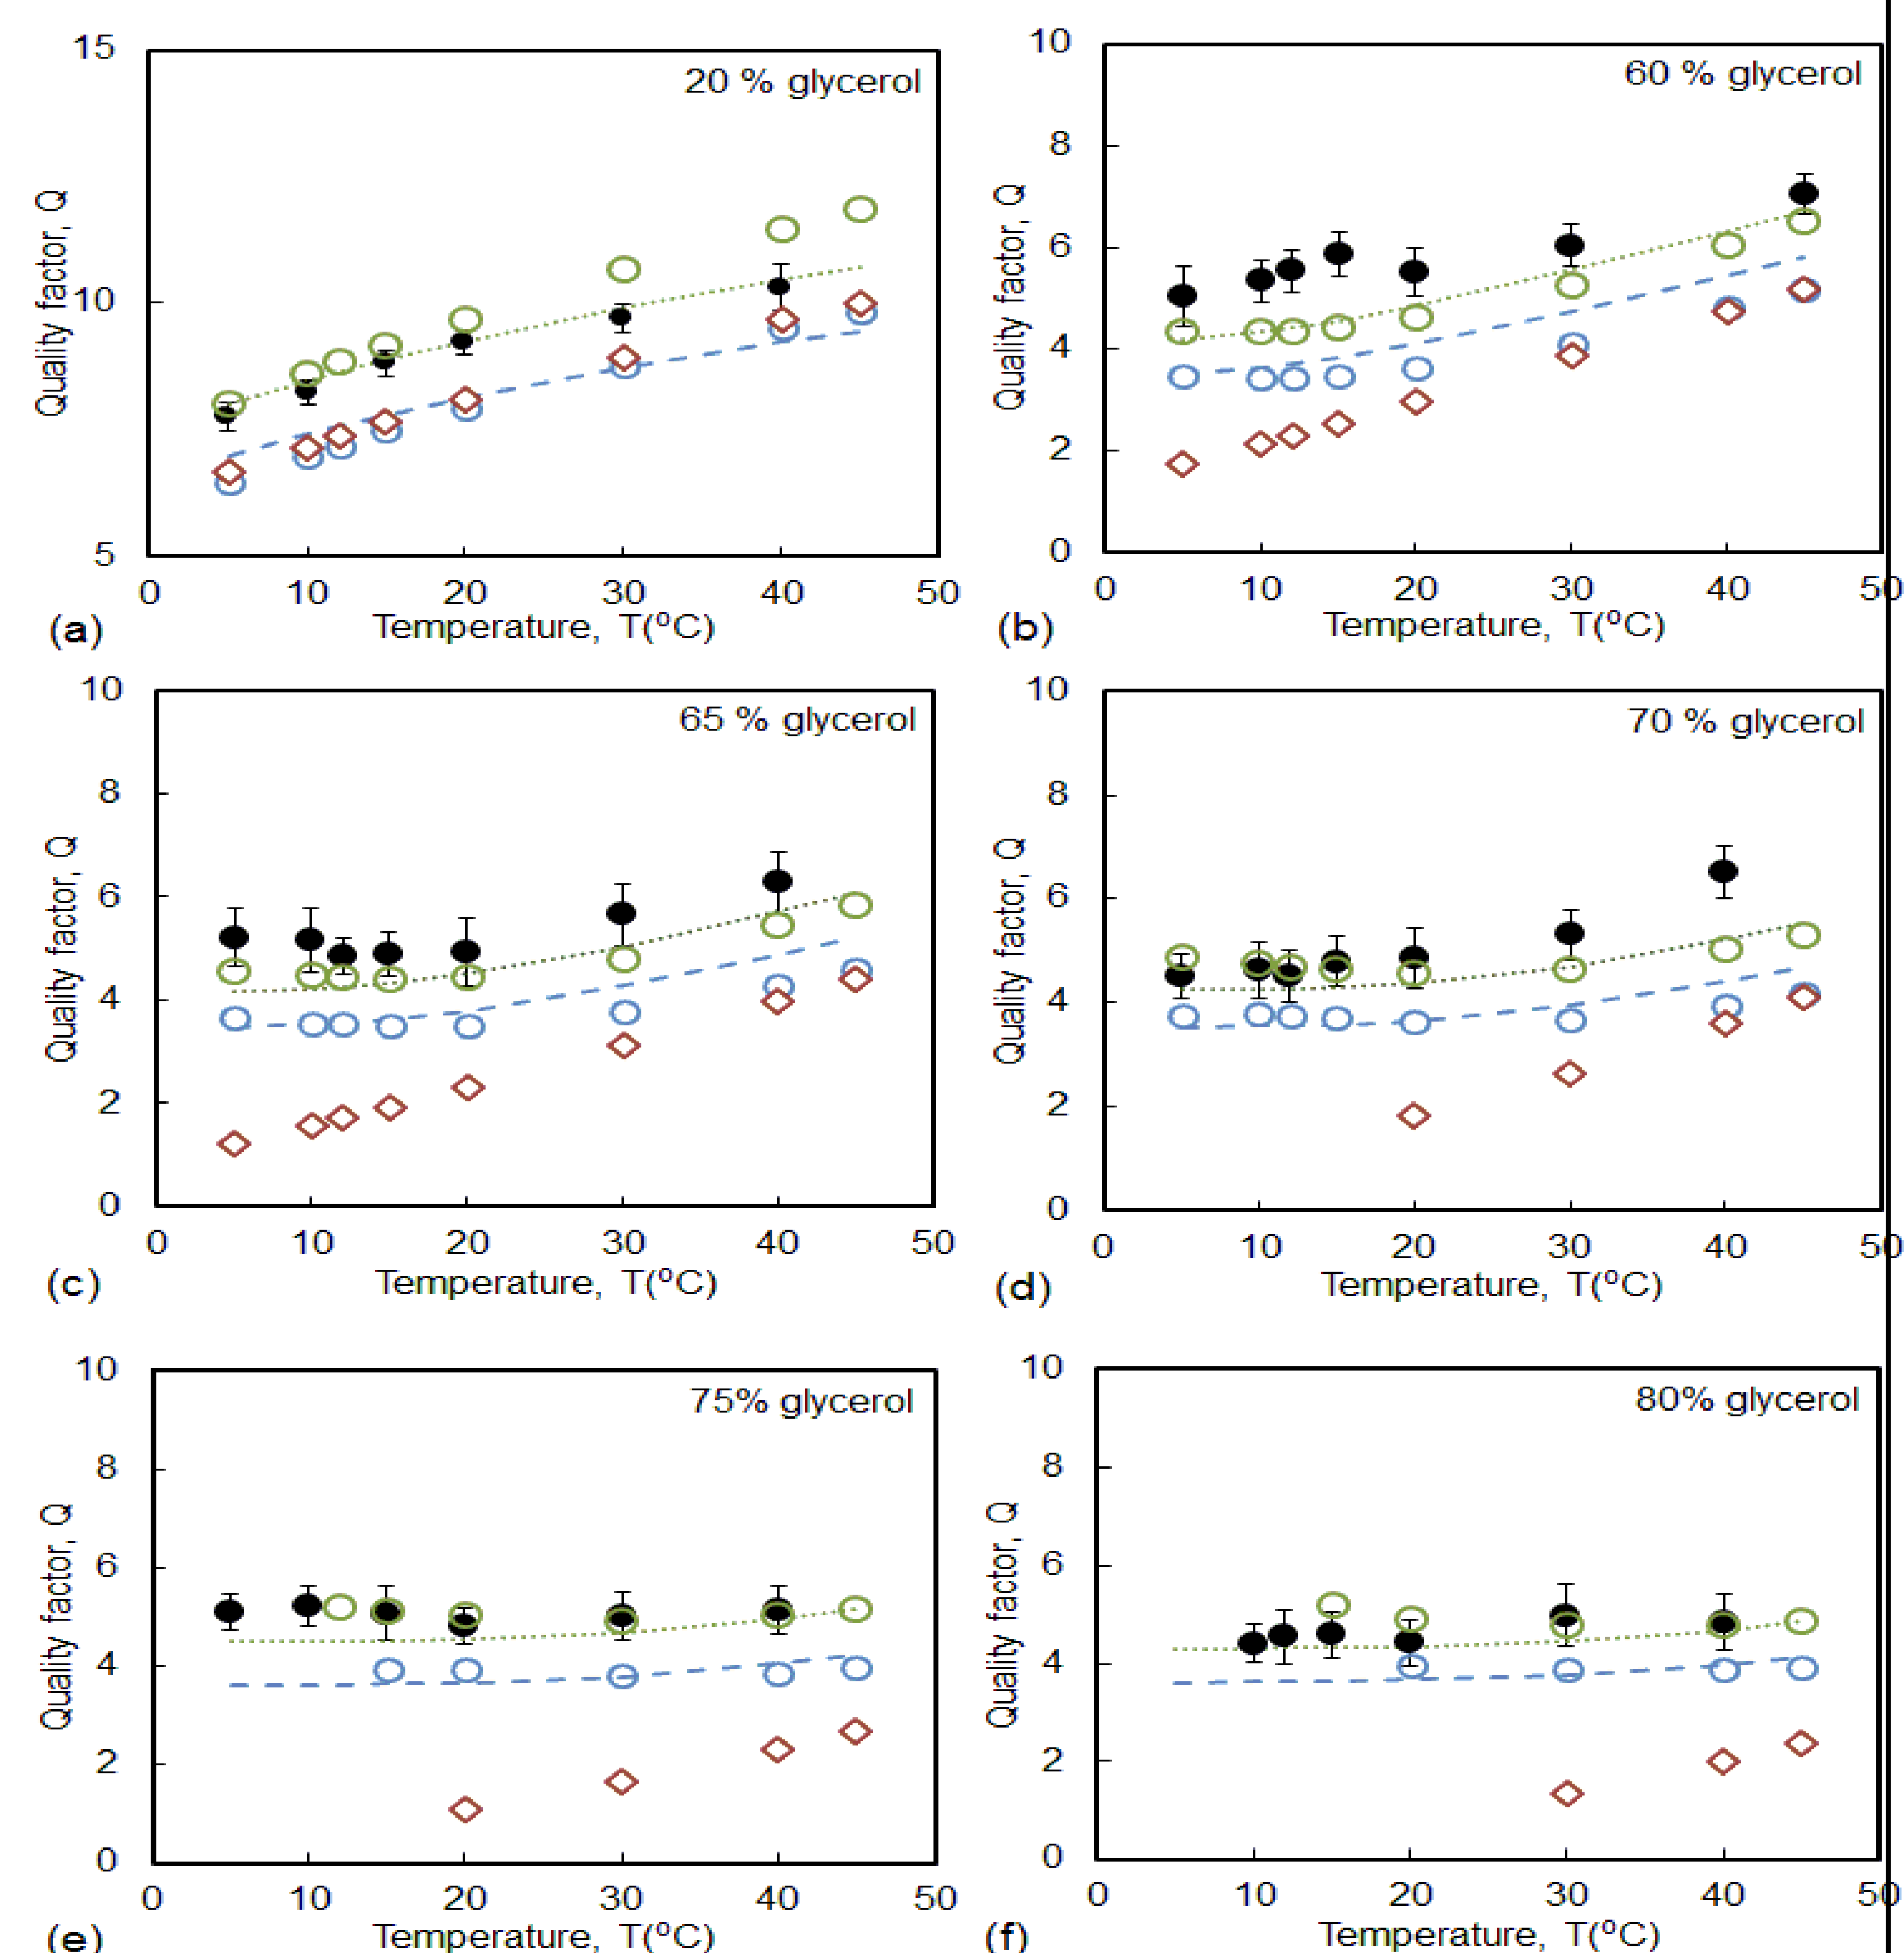 15
20 % glycerol
10
5
Quality factor, Q
0 10 20 30 40 50
Temperature, T(°C)
(a)
10
60 % glycerol
8
6
4
2
0
Quality factor, Q
0 10 20 30 40 50
Temperature, T(°C)
(b)
10
65 % glycerol
8
6
4
2
0
Quality factor, Q
0 10 20 30 40 50
Temperature, T(°C)
(c)
10
70 % glycerol
8
6
4
2
0
Quality factor, Q
0 10 20 30 40 50
Temperature, T(°C)
(d)
10
75% glycerol
8
6
4
2
0
Quality factor, Q
0 10 20 30 40 50
Temperature, T(°C)
(e)
10
80% glycerol
8
6
4
2
0
Quality factor, Q
0 10 20 30 40 50
Temperature, T(°C)
(f)